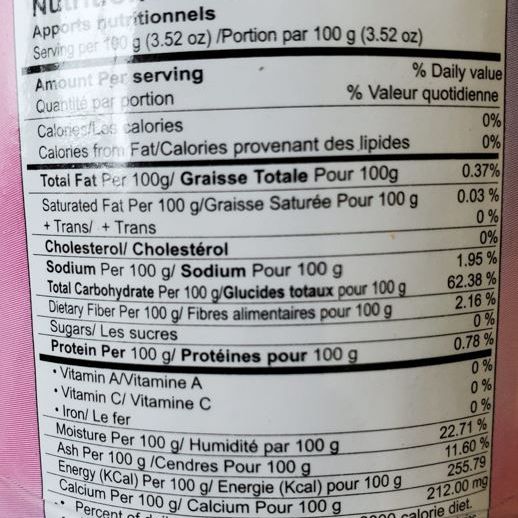 Apports nutritionnels
Serving per 100 g (3.52 oz) /Portion par 100 g (3.52 oz)
Amount Per serving % Daily value
Quantité par portion % Valeur quotidienne
Calories/Les calories 0%
Calories from Fat/Calories provenant des lipides 0%
Total Fat Per 100g/ Graisse Totale Pour 100g 0.37%
Saturated Fat Per 100 g/Graisse Saturée Pour 100 g 0.03 %
+ Trans/ + Trans 0 %
Cholesterol/ Cholestérol 0%
Sodium Per 100 g/ Sodium Pour 100 g 1.95 %
Total Carbohydrate Per 100 g/Glucides totaux pour 100 g 62.38 %
Dietary Fiber Per 100 g/ Fibres alimentaires pour 100 g 2.16 %
Sugars/ Les sucres 0 %
Protein Per 100 g/ Protéines pour 100 g 0.78 %
• Vitamin A/Vitamine A 0 %
• Vitamin C/ Vitamine C 0 %
• Iron/ Le fer 0 %
Moisture Per 100 g/ Humidité par 100 g 22.71 %
Ash Per 100 g /Cendres Pour 100 g 11.60 %
Energy (KCal) Per 100 g/ Energie (Kcal) pour 100 g 255.79
Calcium Per 100 g/ Calcium Pour 100 g 212.00 mg
• Percent of calorie diet.